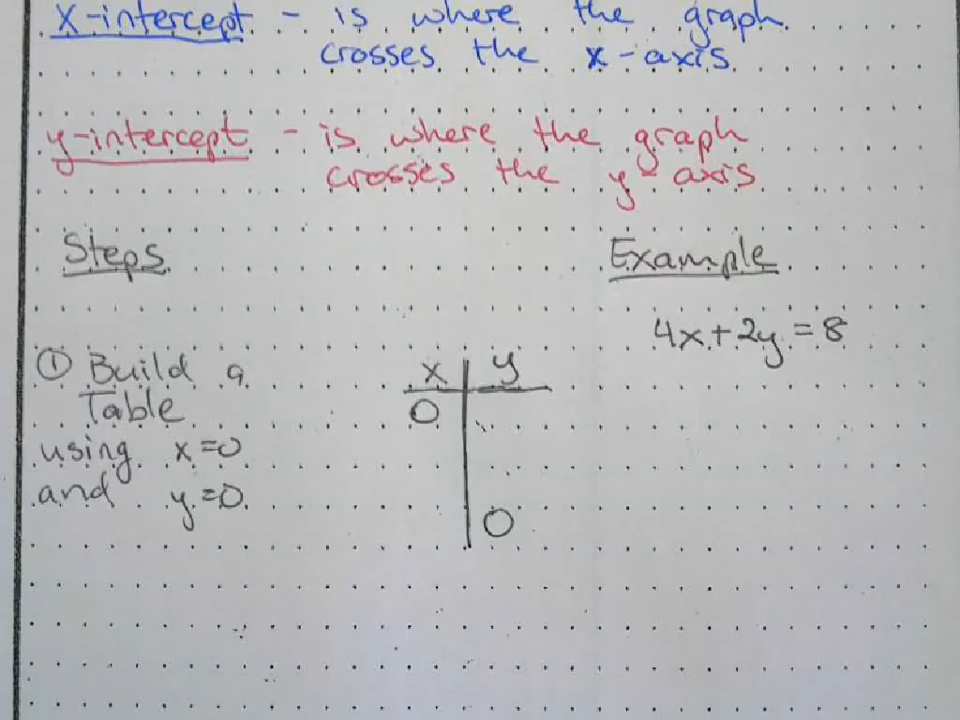 x-intercept - is where the graph
crosses the x-axis
y-intercept - is where the graph
crosses the y-axis
Steps
Example
4x+2y=8
① Build a
Table
using x=0
and y=0
x y
0
0